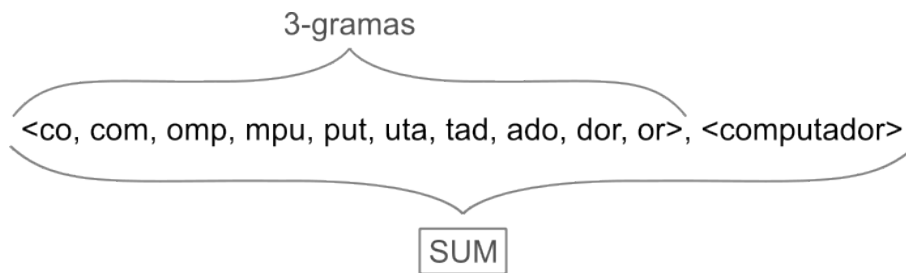 3-gramas
<co, com, omp, mpu, put, uta, tad, ado, dor, or>, <computador>
SUM